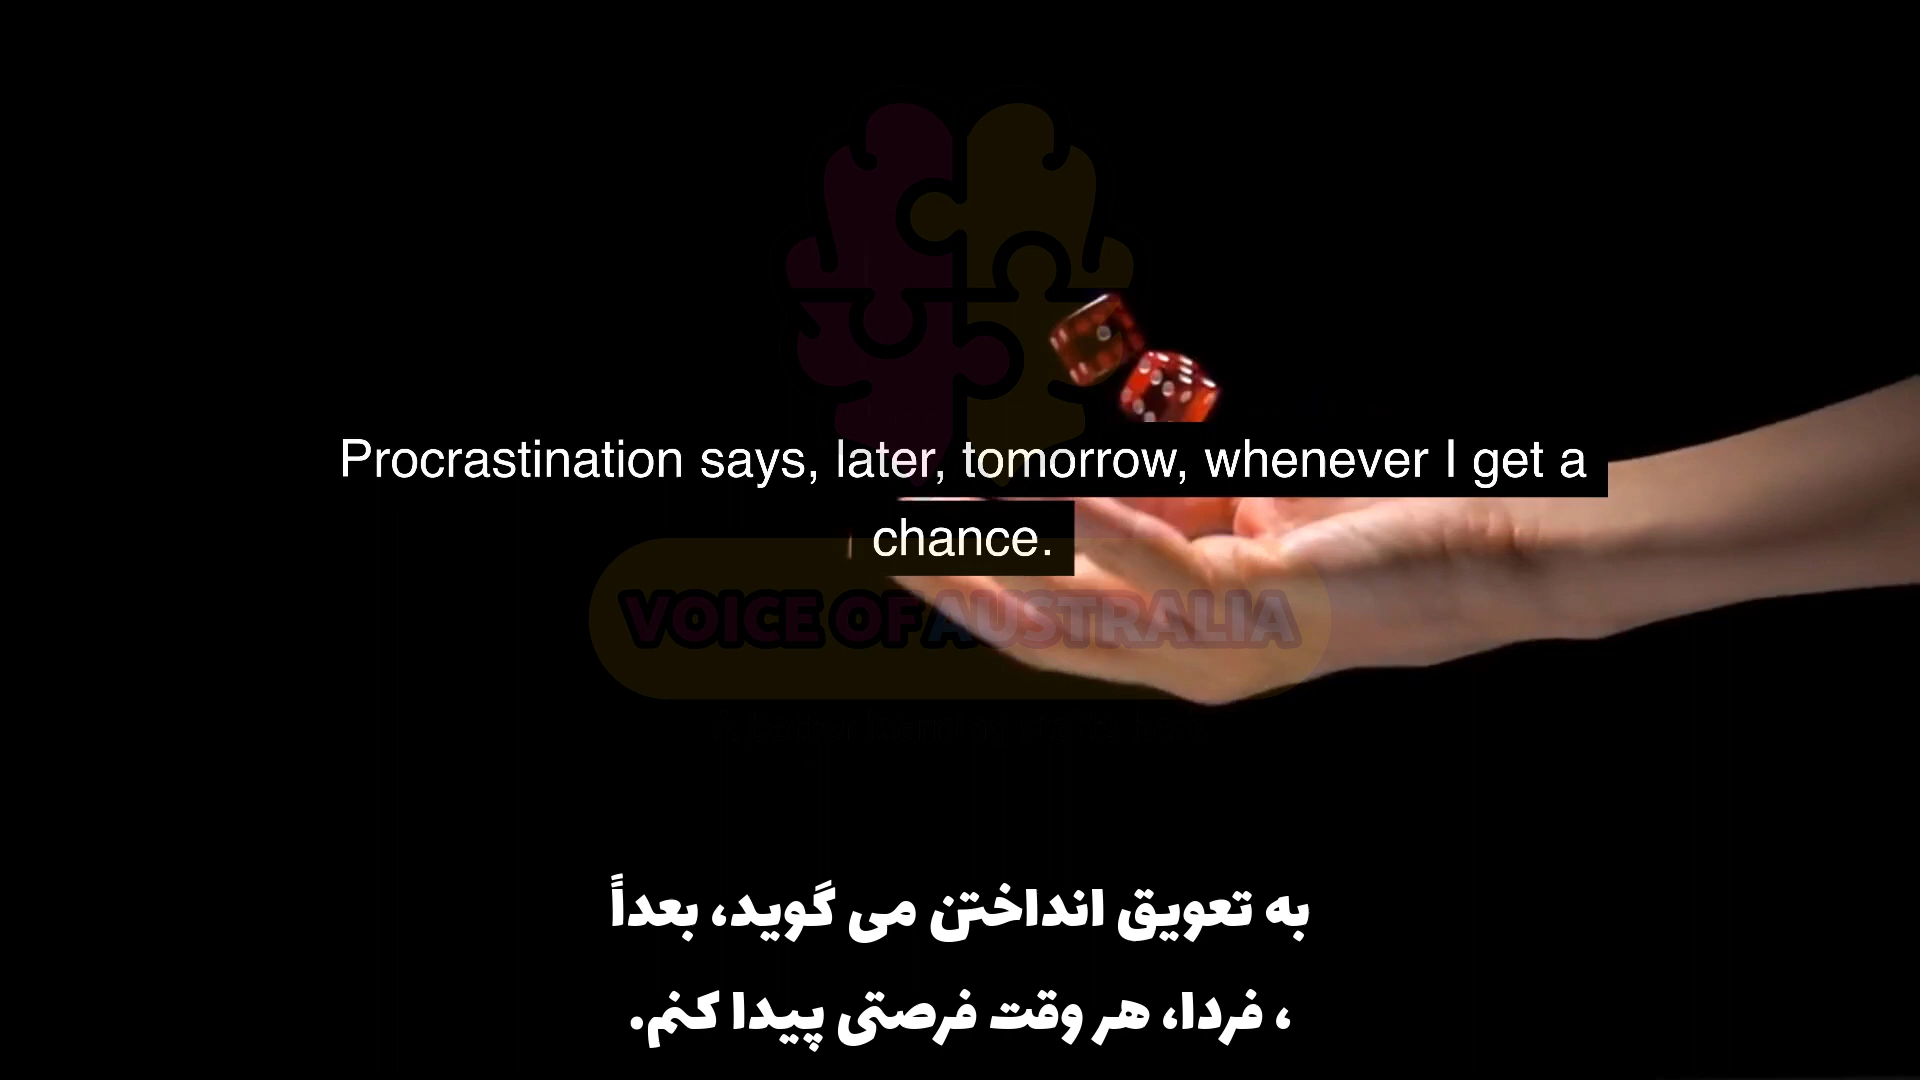 Procrastination says, later, tomorrow, whenever I get a
chance.
VOICE OF AUSTRALIA
به تعویق انداختن می گوید، بعداً
، فردا، هر وقت فرصتی پیدا کنم.